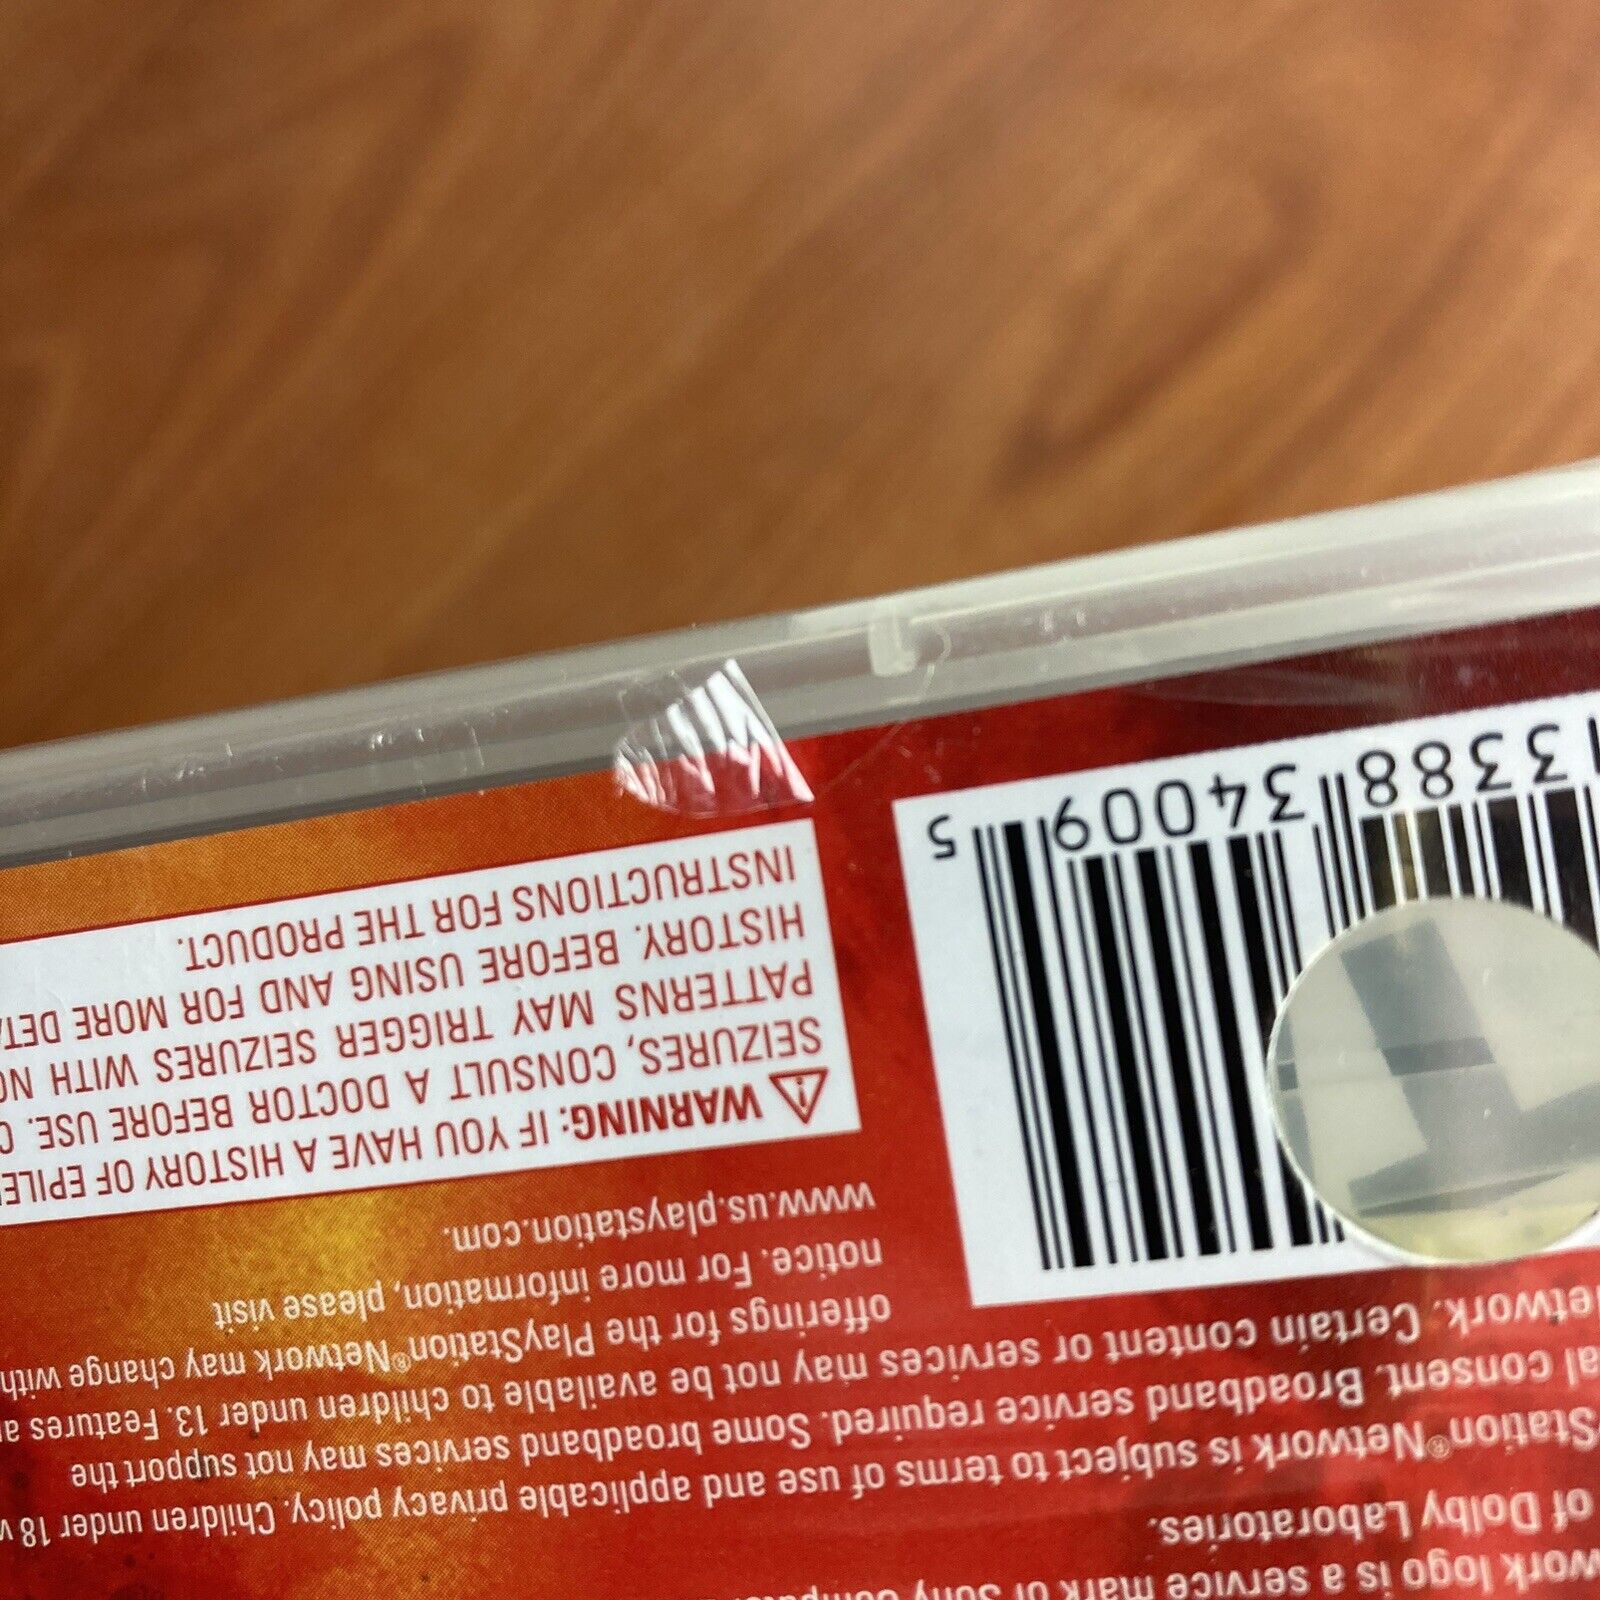 work logo is a service mark of Sony
of Dolby Laboratories.
Station®Network is subject to terms of use and applicable privacy policy. Children under 18
al consent. Broadband service required. Some broadband services may not support the
etwork. Certain content or services may not be available to children under 13. Features
offerings for the PlayStation®Network may change with
notice. For more information, please visit
www.us.playstation.com.
WARNING: IF YOU HAVE A HISTORY OF EPILE
SEIZURES, CONSULT A DOCTOR BEFORE USE.
PATTERNS MAY TRIGGER SEIZURES WITH NO
HISTORY. BEFORE USING AND FOR MORE DETA
INSTRUCTIONS FOR THE PRODUCT.
13388 34009 5